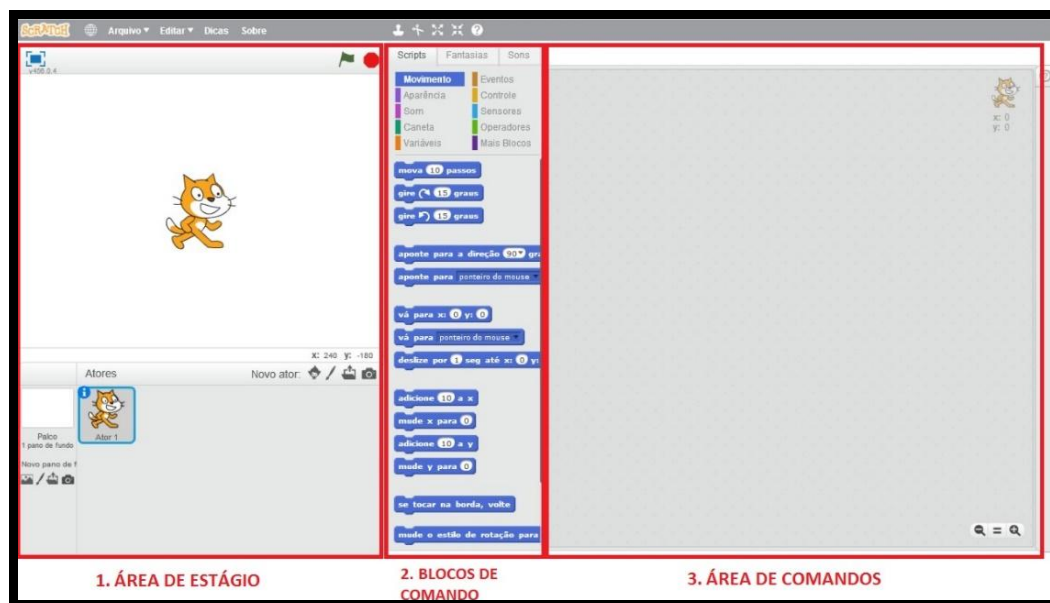 SCRATCH Arquivo Editar Dicas Sobre
v456.0.4
X: 240 y: -180
Atores Novo ator:
Palco
1 pano de fundo
Ator 1
Novo pano de f
Scripts Fantasias Sons
Movimento Eventos
Aparência Controle
Som Sensores
Caneta Operadores
Variáveis Mais Blocos
mova 10 passos
gire 15 graus
gire 15 graus
aponte para a direção 90 gra
aponte para ponteiro do mouse
vá para x: 0 y: 0
vá para ponteiro do mouse
deslize por 1 seg até x: 0 y:
adicione 10 a x
mude x para 0
adicione 10 a y
mude y para 0
se tocar na borda, volte
mude o estilo de rotação para
x: 0
y: 0
1. ÁREA DE ESTÁGIO
2. BLOCOS DE
COMANDO
3. ÁREA DE COMANDOS